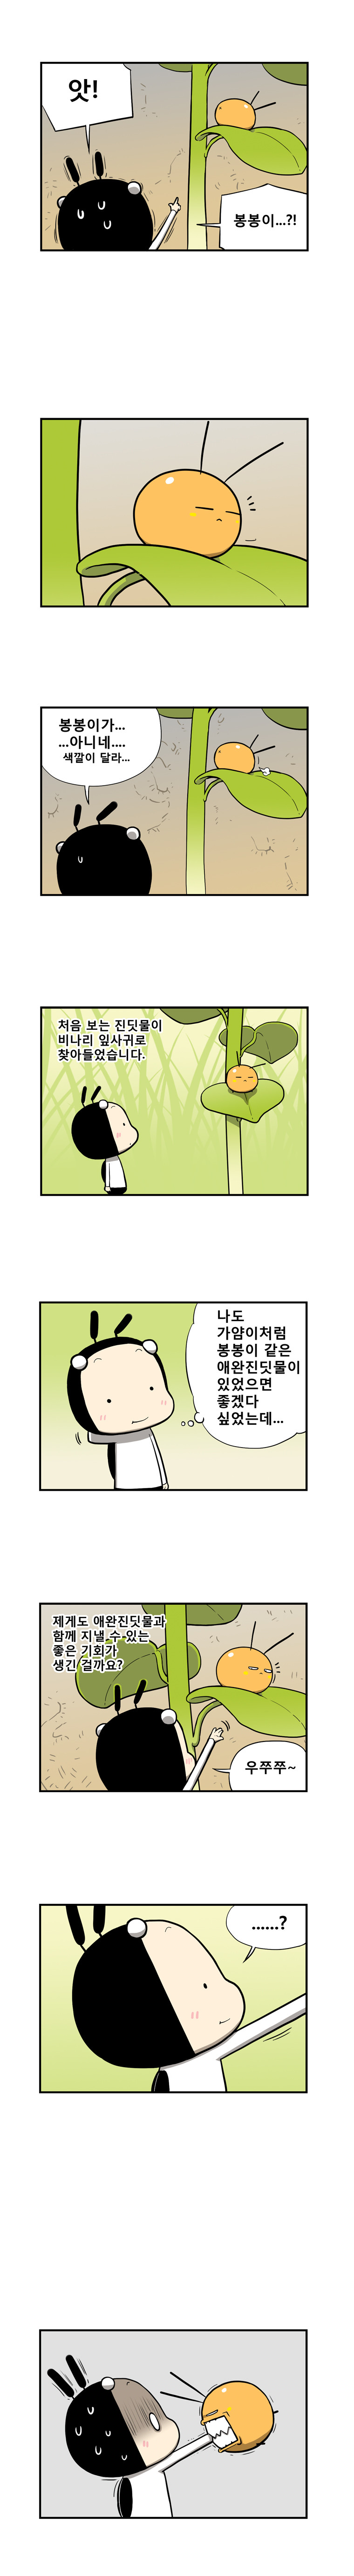 앗!
봉봉이...?!
봉봉이가...
...아니네....
색깔이 달라...
처음 보는 진딧물이
비나리 잎사귀로
찾아들었습니다.
나도
가얌이처럼
봉봉이 같은
애완진딧물이
있었으면
좋겠다
싶었는데...
제게도 애완진딧물과
함께 지낼 수 있는
좋은 기회가
생긴 걸까요?
우쭈쭈~
......?